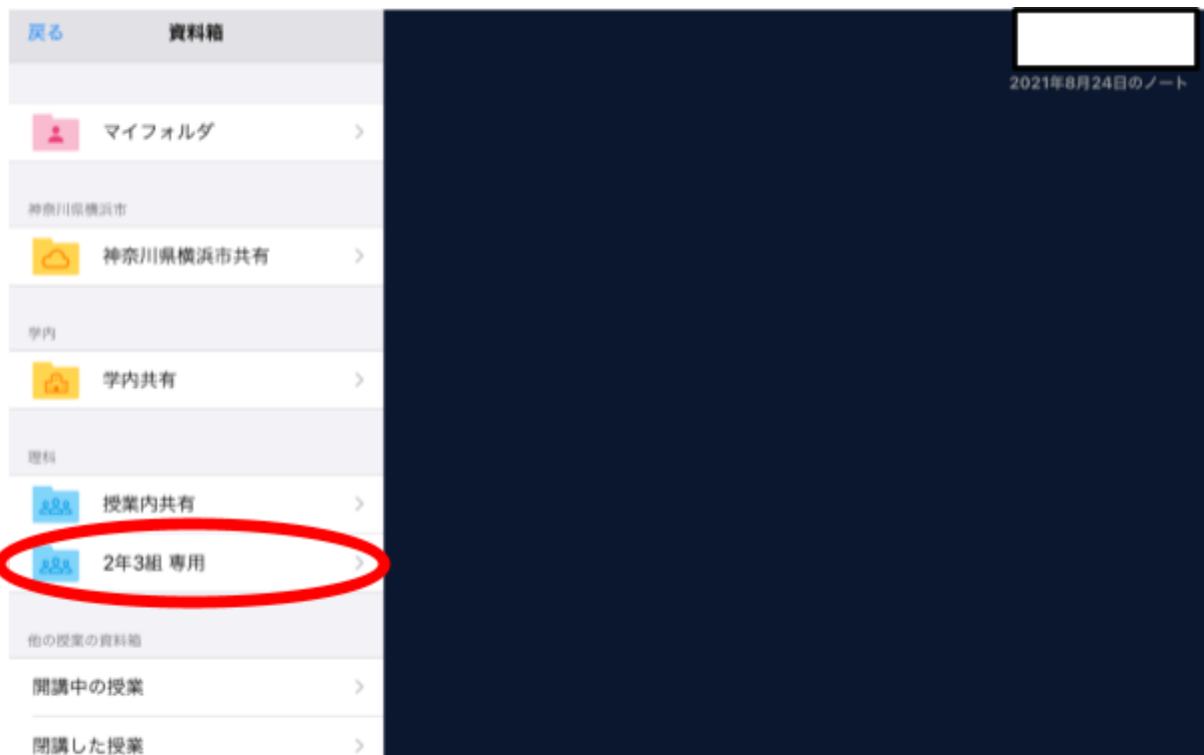 戻る
資料箱
2021年8月24日のノート
マイフォルダ
神奈川県横浜市
神奈川県横浜市共有
学内
学内共有
理科
授業内共有
2年3組 専用
他の授業の資料箱
開講中の授業
閉講した授業